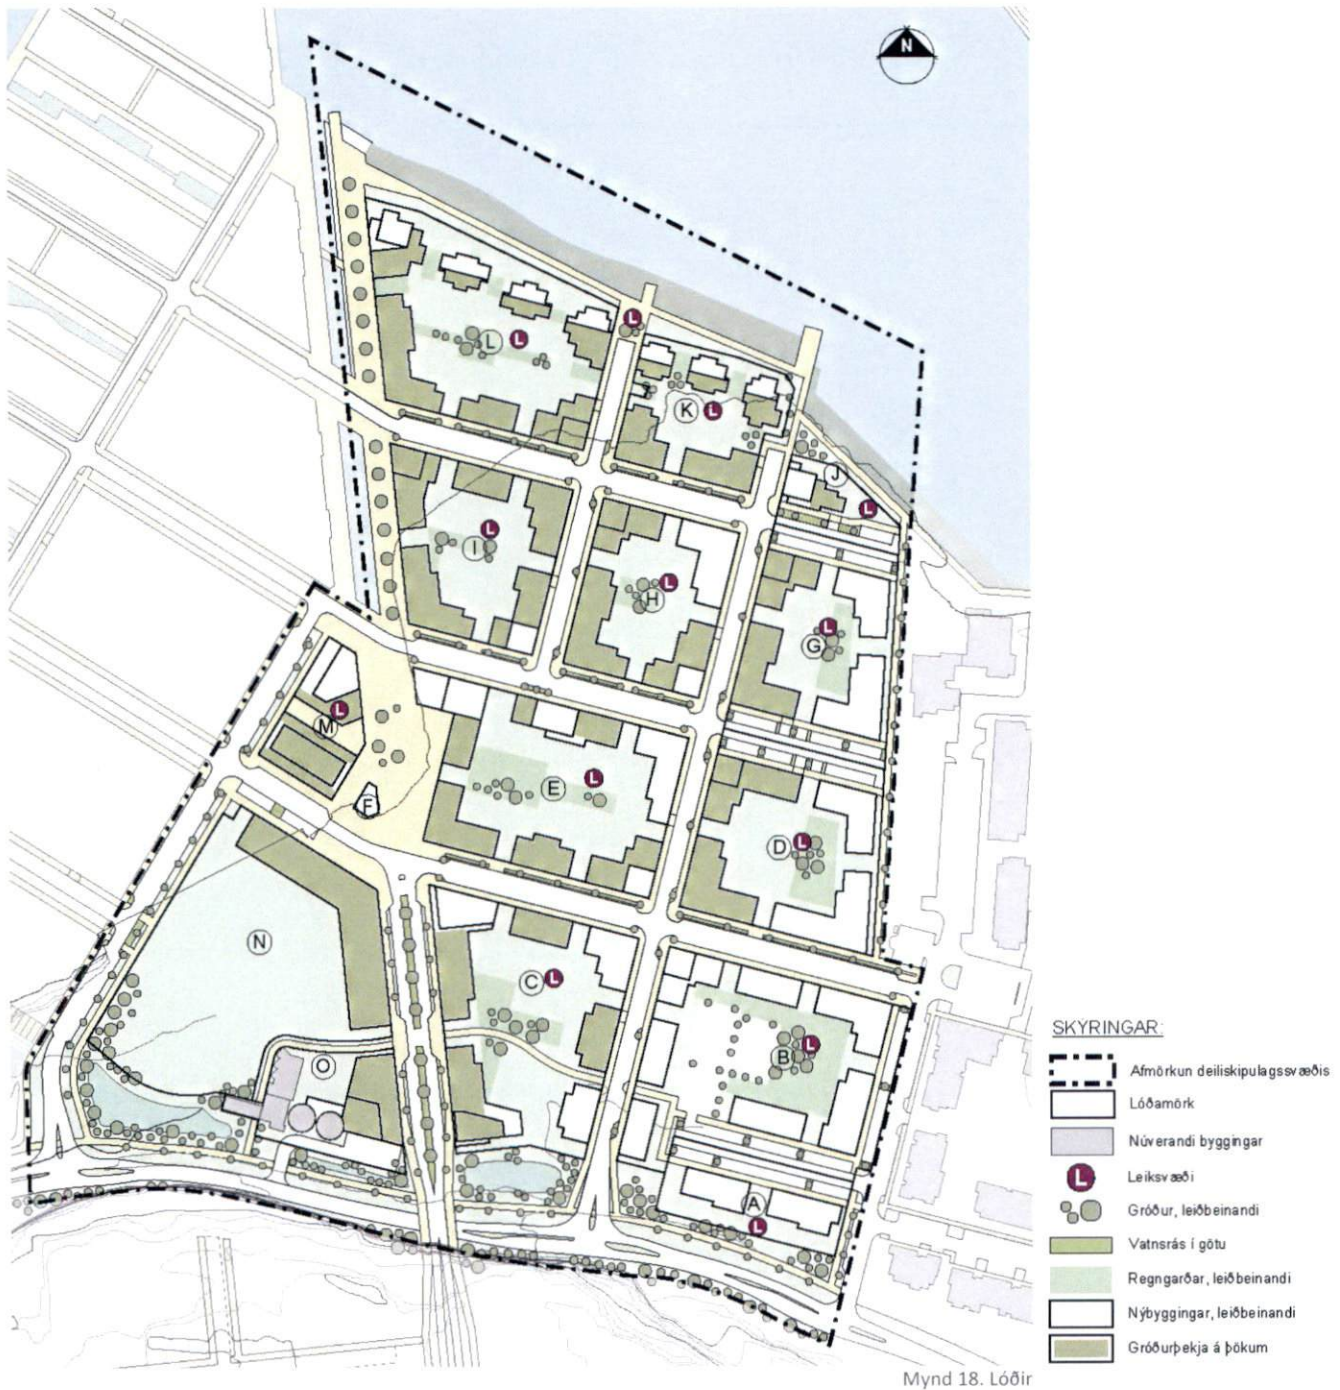 N
L
L
L
L
K
L
J
L
L
I
L
H
L
G
L
M
F
L
E
L
D
N
L
C
L
B
O
A
L
SKÝRINGAR:
Afmörkun deiliskipulagssvæðis
Lóðamörk
Núverandi byggingar
L Leiksvæði
Gróður, leiðbeinandi
Vatnsrás í götu
Regngarðar, leiðbeinandi
Nýbyggingar, leiðbeinandi
Gróðurþekja á þökum
Mynd 18. Lóðir